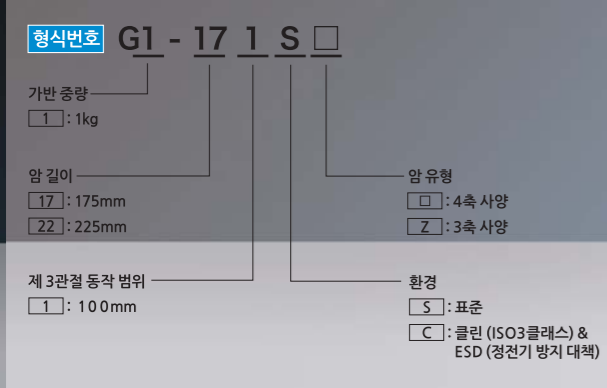 형식번호 G1 - 17 1 S □
가반 중량
1 : 1kg
암 길이
17 : 175mm
22 : 225mm
암 유형
□ : 4축 사양
Z : 3축 사양
제 3관절 동작 범위
1 : 100mm
환경
S : 표준
C : 클린 (ISO3클래스) &
ESD (정전기 방지 대책)